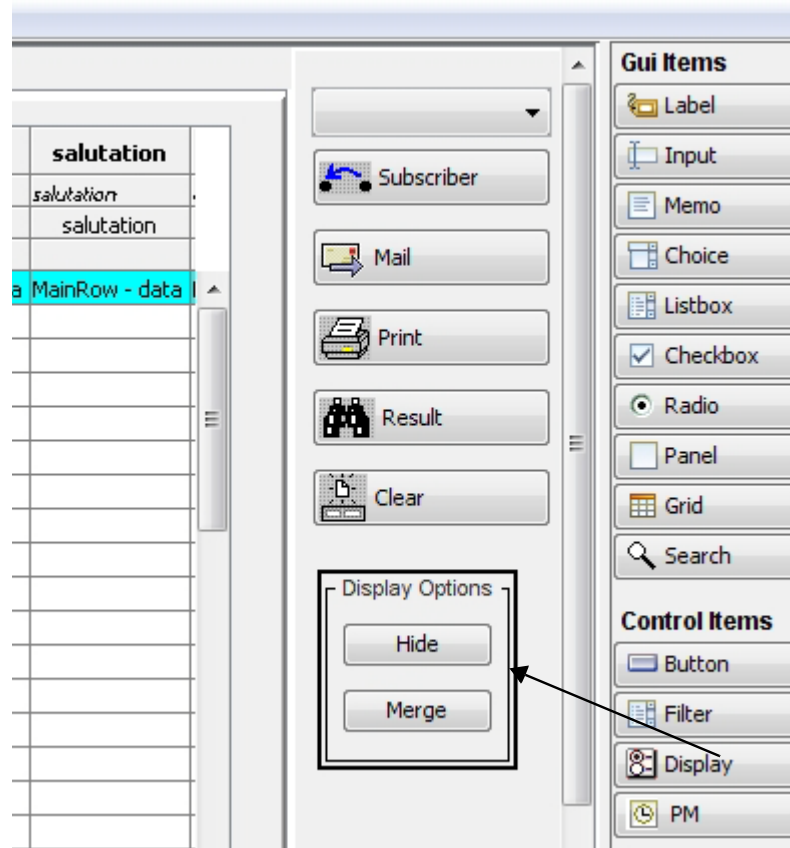 salutation
salutation
salutation
a MainRow - data
Subscriber
Mail
Print
Result
Clear
Display Options
Hide
Merge
Gui Items
Label
Input
Memo
Choice
Listbox
Checkbox
Radio
Panel
Grid
Search
Control Items
Button
Filter
Display
PM